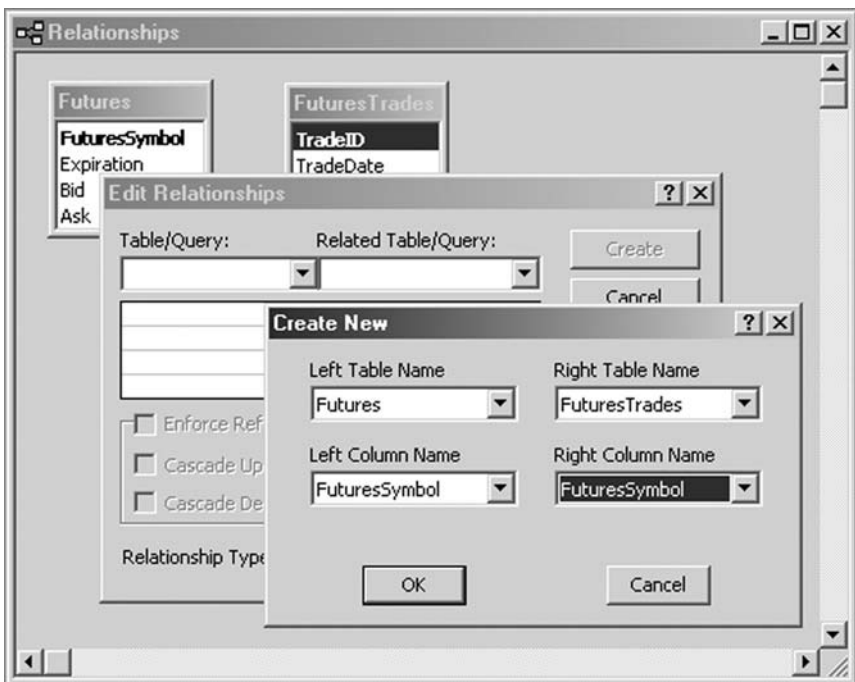 Relationships
Futures
FuturesSymbol
Expiration
Bid
Ask
FuturesTrades
TradeID
TradeDate
Edit Relationships
Table/Query:
Related Table/Query:
Create
Cancel
Enforce Ref
Cascade Up
Cascade De
Relationship Type
Create New
Left Table Name
Right Table Name
Futures
FuturesTrades
Left Column Name
Right Column Name
FuturesSymbol
FuturesSymbol
OK
Cancel